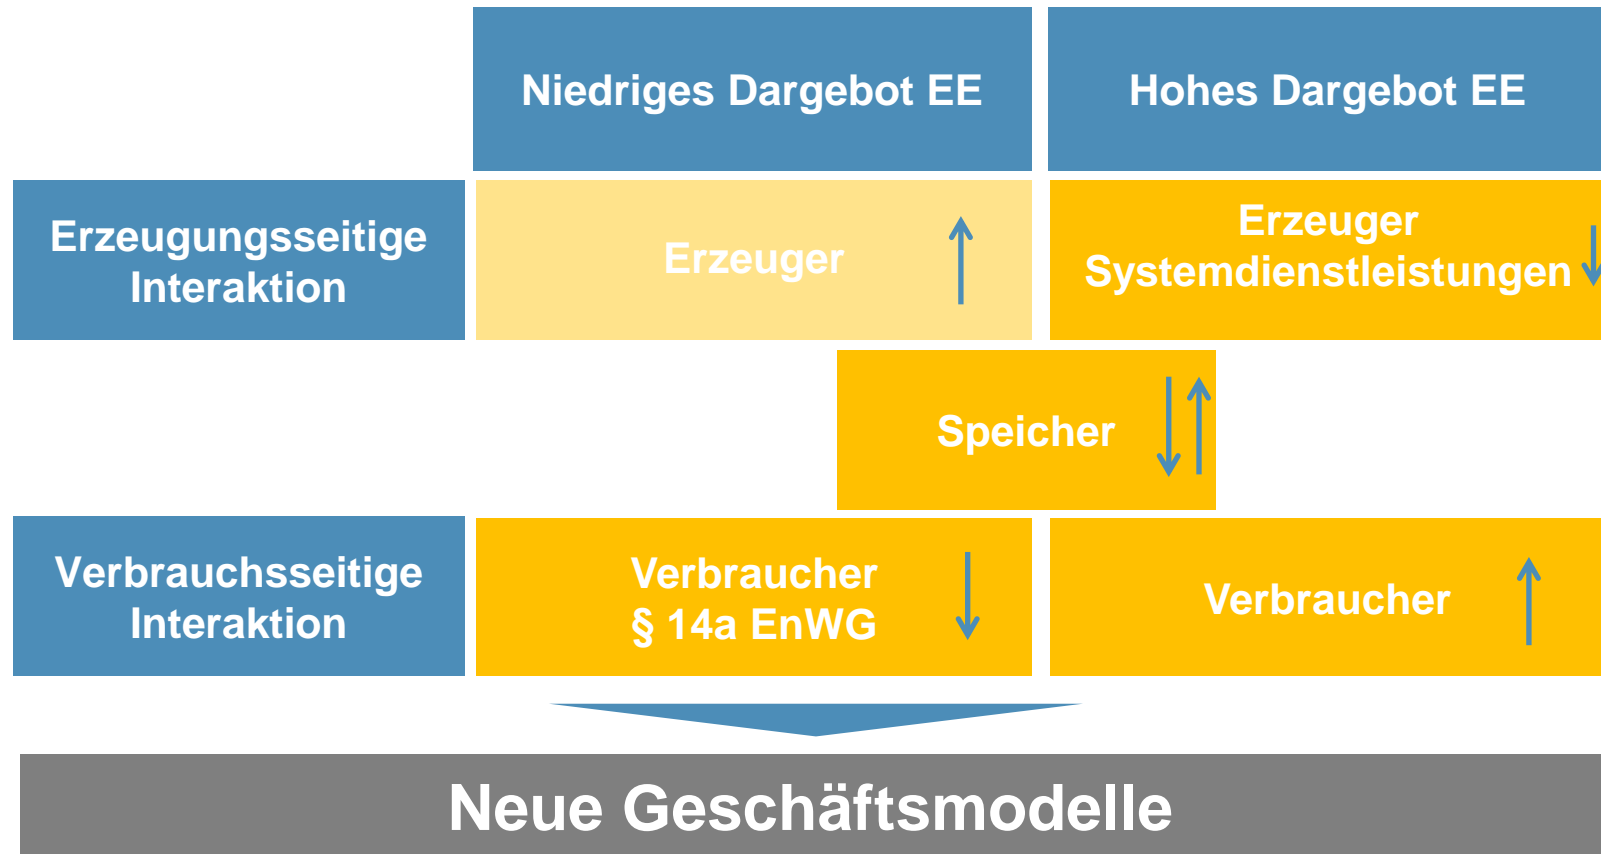 Niedriges Dargebot EE
Hohes Dargebot EE
Erzeugungsseitige
Interaktion
Erzeuger
Erzeuger
Systemdienstleistungen
Speicher
Verbrauchsseitige
Interaktion
Verbraucher
§ 14a EnWG
Verbraucher
Neue Geschäftsmodelle